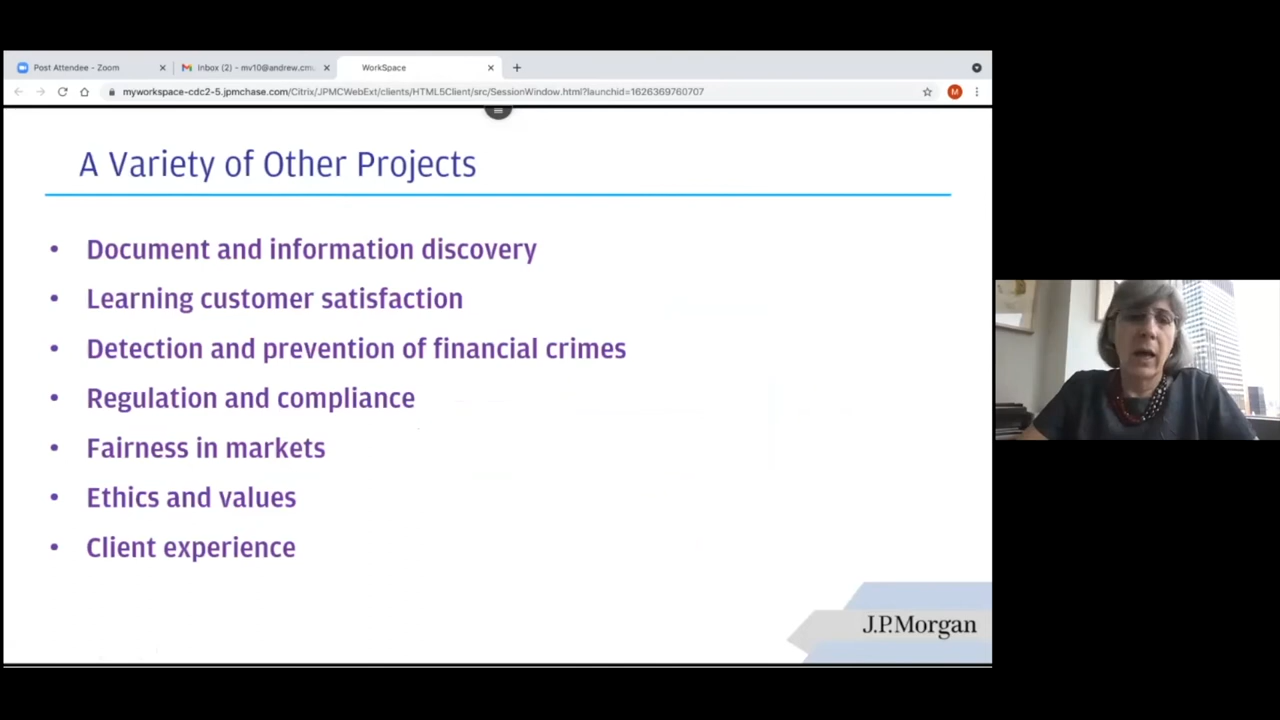 Post Attendee - Zoom
Inbox (2) - mv10@andrew.cm
WorkSpace
myworkspace-cdc2-5.jpmchase.com/Citrix/JPMCWebExt/clients/HTML5Client/src/SessionWindow.html?launchid=1626369760707
M
A Variety of Other Projects
• Document and information discovery
• Learning customer satisfaction
• Detection and prevention of financial crimes
• Regulation and compliance
• Fairness in markets
• Ethics and values
• Client experience
J.P.Morgan